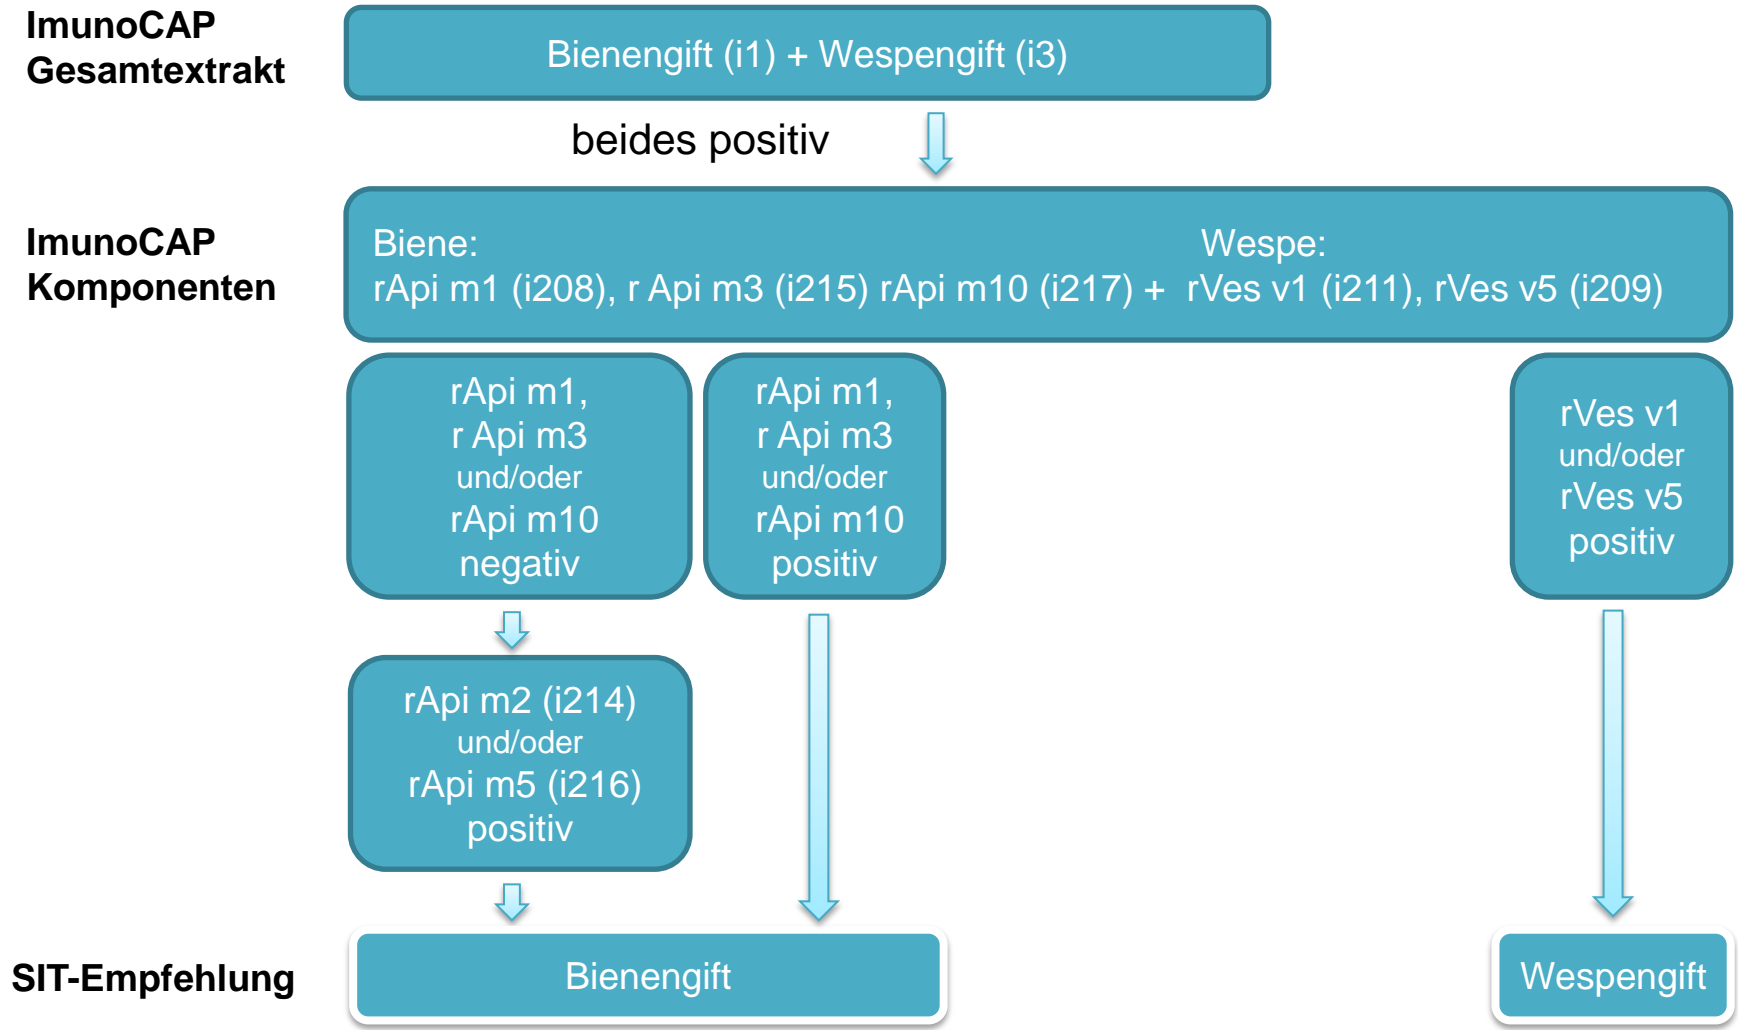 ImunoCAP
Gesamtextrakt
Bienengift (i1) + Wespengift (i3)
beides positiv
ImunoCAP
Komponenten
Biene: Wespe:
rApi m1 (i208), r Api m3 (i215) rApi m10 (i217) + rVes v1 (i211), rVes v5 (i209)
rApi m1,
r Api m3
und/oder
rApi m10
negativ
rApi m1,
r Api m3
und/oder
rApi m10
positiv
rVes v1
und/oder
rVes v5
positiv
rApi m2 (i214)
und/oder
rApi m5 (i216)
positiv
SIT-Empfehlung
Bienengift
Wespengift